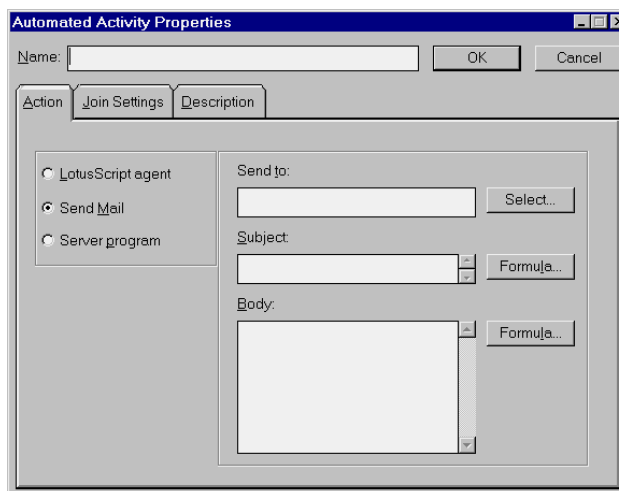 Automated Activity Properties
Name:
OK
Cancel
Action
Join Settings
Description
LotusScript agent
Send Mail
Server program
Send to:
Select...
Subject:
Formula...
Body:
Formula...